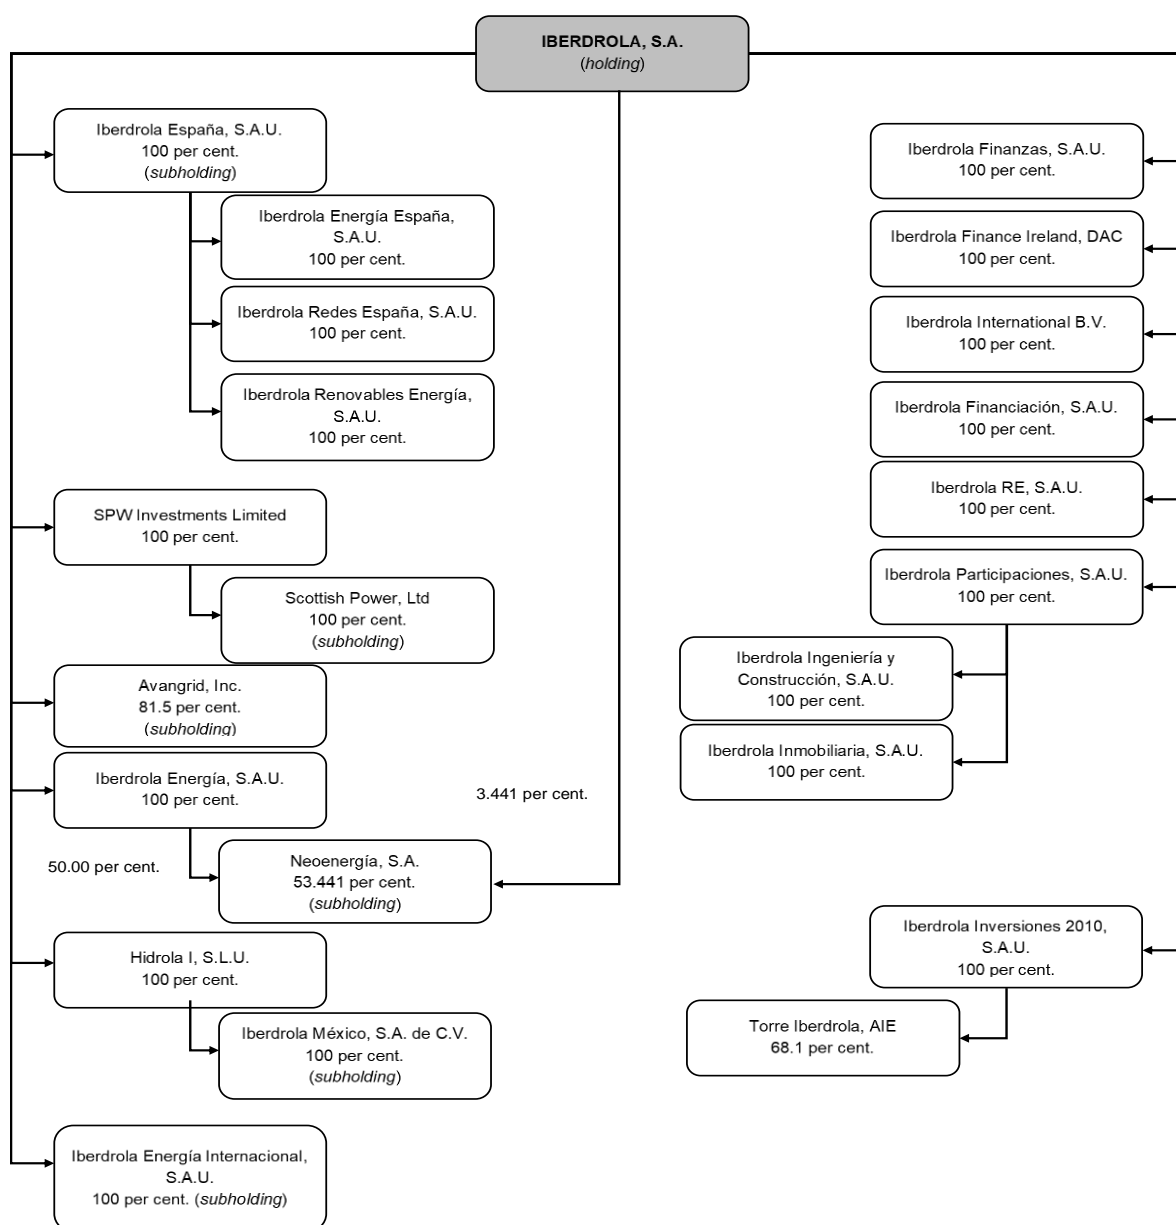 IBERDROLA, S.A.
(holding)
Iberdrola España, S.A.U.
100 per cent.
(subholding)
Iberdrola Energía España,
S.A.U.
100 per cent.
Iberdrola Redes España, S.A.U.
100 per cent.
Iberdrola Renovables Energía,
S.A.U.
100 per cent.
SPW Investments Limited
100 per cent.
Scottish Power, Ltd
100 per cent.
(subholding)
Avangrid, Inc.
81.5 per cent.
(subholding)
Iberdrola Energía, S.A.U.
100 per cent.
3.441 per cent.
50.00 per cent.
Neoenergía, S.A.
53.441 per cent.
(subholding)
Hidrola I, S.L.U.
100 per cent.
Iberdrola México, S.A. de C.V.
100 per cent.
(subholding)
Iberdrola Energía Internacional,
S.A.U.
100 per cent. (subholding)
Iberdrola Finanzas, S.A.U.
100 per cent.
Iberdrola Finance Ireland, DAC
100 per cent.
Iberdrola International B.V.
100 per cent.
Iberdrola Financiación, S.A.U.
100 per cent.
Iberdrola RE, S.A.U.
100 per cent.
Iberdrola Participaciones, S.A.U.
100 per cent.
Iberdrola Ingeniería y
Construcción, S.A.U.
100 per cent.
Iberdrola Inmobiliaria, S.A.U.
100 per cent.
Iberdrola Inversiones 2010,
S.A.U.
100 per cent.
Torre Iberdrola, AIE
68.1 per cent.